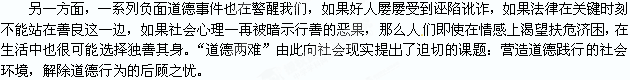 另一方面，一系列负面道德事件也在警醒我们，如果好人屡屡受到诬陷讹诈，如果法律在关键时刻
不能站在善良这一边，如果社会心理一再被暗示行善的恶果，那么人们即使在情感上渴望扶危济困，在
生活中也很可能选择独善其身。“道德两难”由此向社会现实提出了迫切的课题：营造道德践行的社会
环境，解除道德行为的后顾之忧。